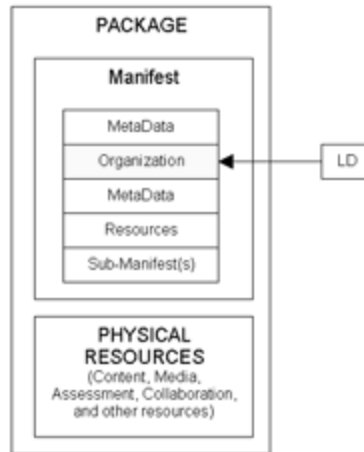 PACKAGE
Manifest
MetaData
Organization
LD
MetaData
Resources
Sub-Manifest(s)
PHYSICAL
RESOURCES
(Content, Media,
Assessment, Collaboration,
and other resources)